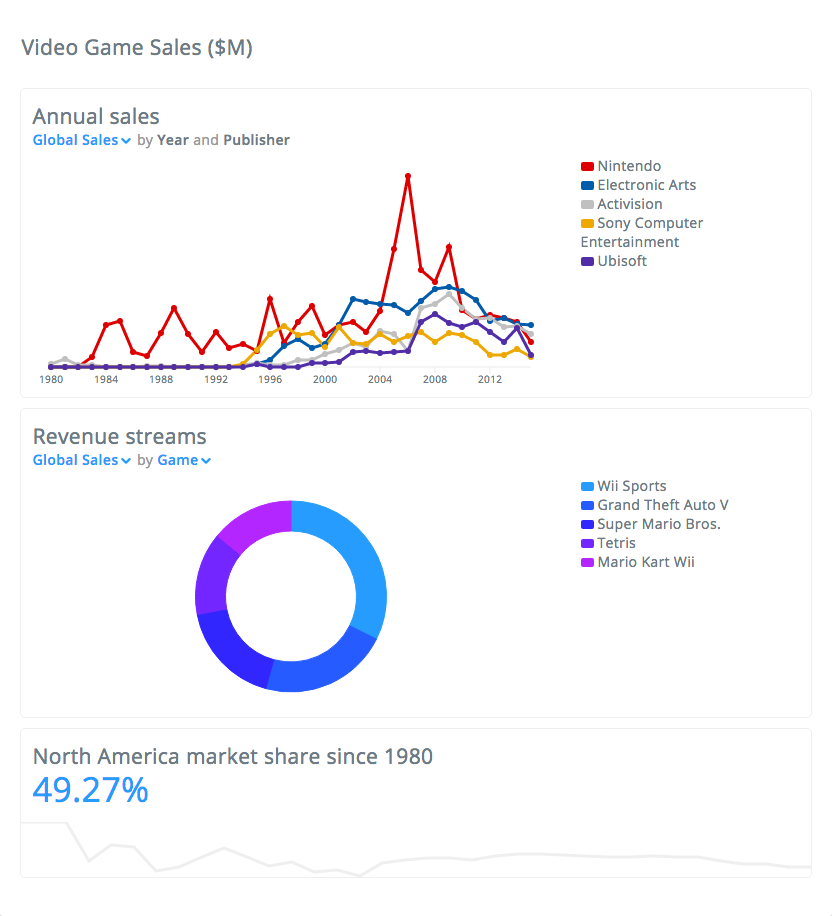 Video Game Sales ($M)
Annual sales
Global Sales by Year and Publisher
Nintendo
Electronic Arts
Activision
Sony Computer
Entertainment
Ubisoft
1980 1984 1988 1992 1996 2000 2004 2008 2012
Revenue streams
Global Sales by Game
Wii Sports
Grand Theft Auto V
Super Mario Bros.
Tetris
Mario Kart Wii
North America market share since 1980
49.27%